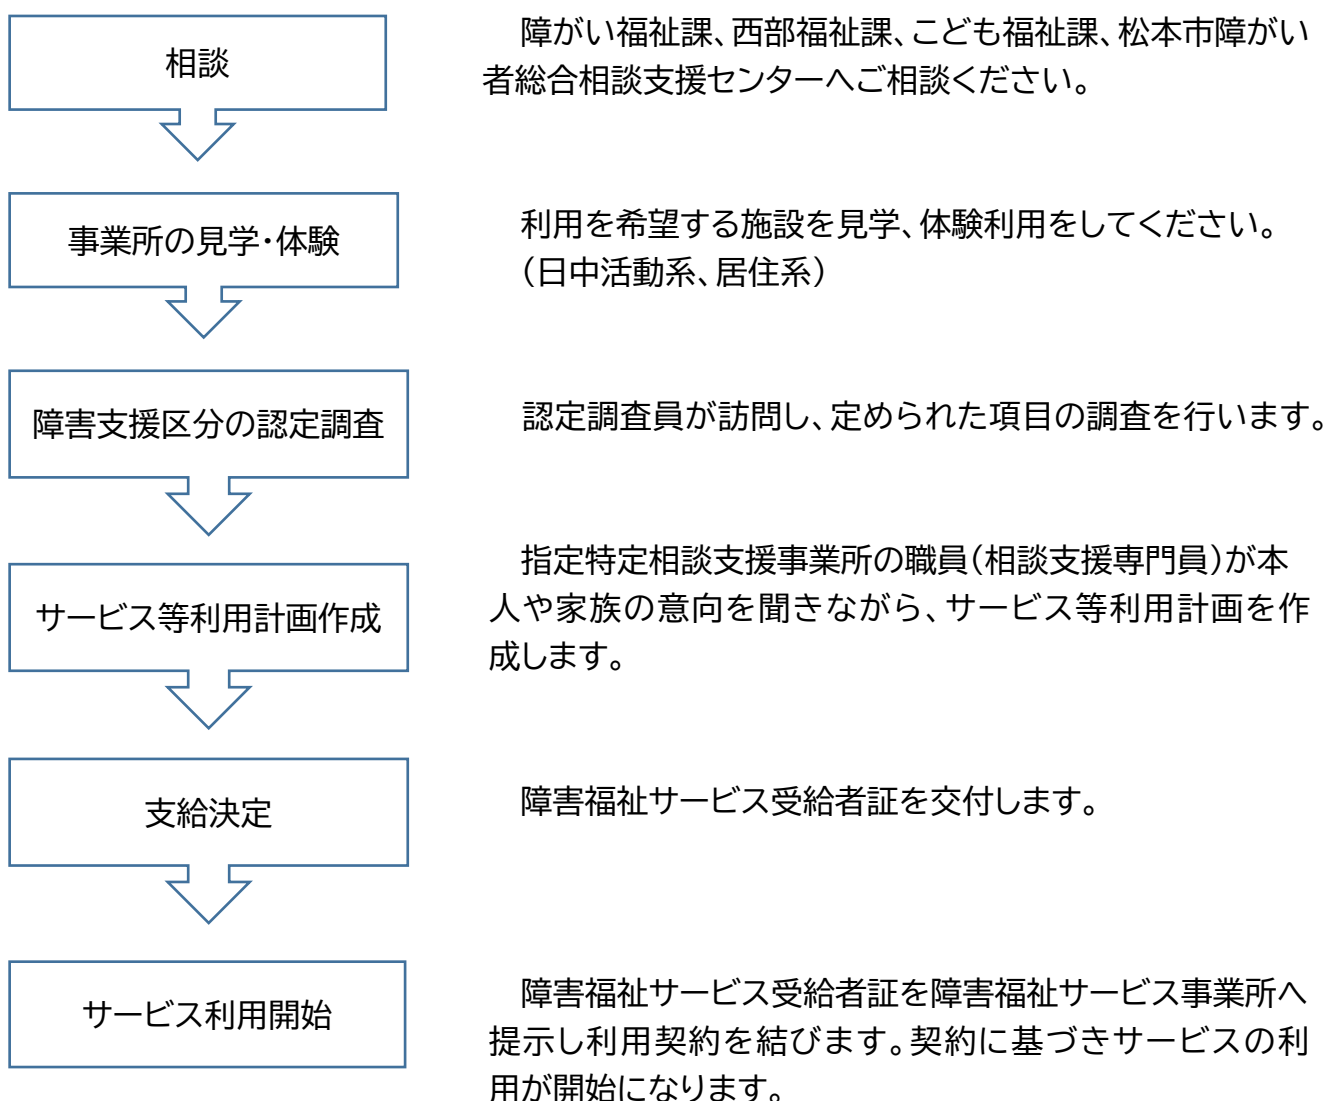 相談
障がい福祉課、西部福祉課、こども福祉課、松本市障がい
者総合相談支援センターへご相談ください。
事業所の見学・体験
利用を希望する施設を見学、体験利用をしてください。
（日中活動系、居住系）
障害支援区分の認定調査
認定調査員が訪問し、定められた項目の調査を行います。
サービス等利用計画作成
指定特定相談支援事業所の職員（相談支援専門員）が本
人や家族の意向を聞きながら、サービス等利用計画を作
成します。
支給決定
障害福祉サービス受給者証を交付します。
サービス利用開始
障害福祉サービス受給者証を障害福祉サービス事業所へ
提示し利用契約を結びます。契約に基づきサービスの利
用が開始になります。